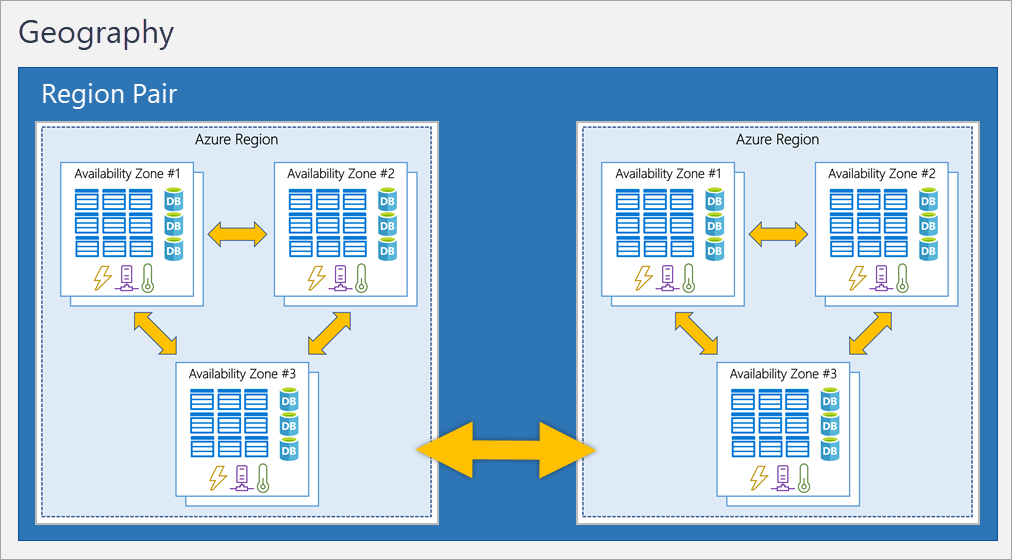 Geography
Region Pair
Azure Region
Availability Zone #1
DB
DB
DB
Availability Zone #2
DB
DB
DB
Availability Zone #3
DB
DB
DB
Azure Region
Availability Zone #1
DB
DB
DB
Availability Zone #2
DB
DB
DB
Availability Zone #3
DB
DB
DB